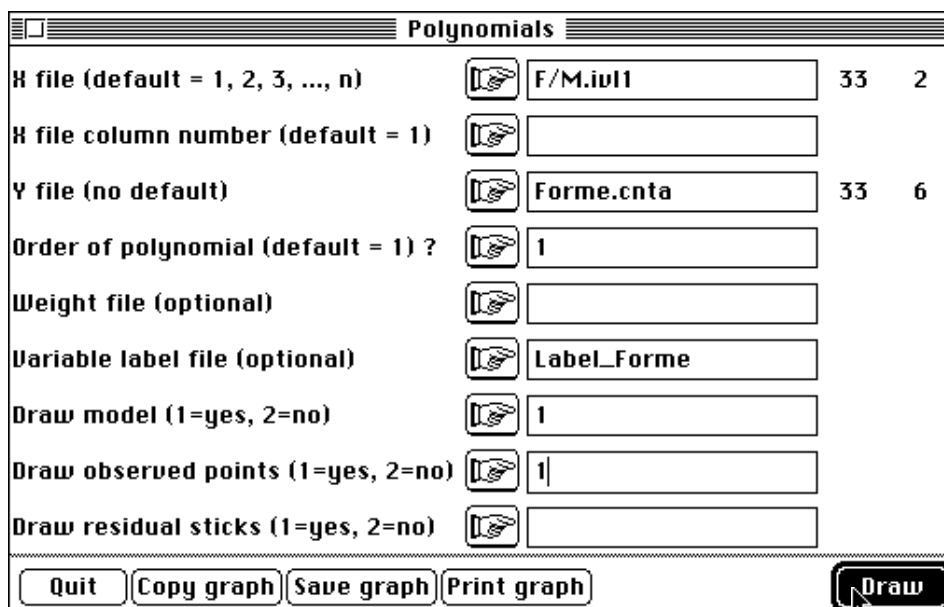 Polynomials
X file (default = 1, 2, 3, ..., n) F/M.ivl1 33 2
X file column number (default = 1)
Y file (no default) Forme.cnta 33 6
Order of polynomial (default = 1) ? 1
Weight file (optional)
Variable label file (optional) Label_Forme
Draw model (1=yes, 2=no) 1
Draw observed points (1=yes, 2=no) 1
Draw residual sticks (1=yes, 2=no)
Quit Copy graph Save graph Print graph Draw